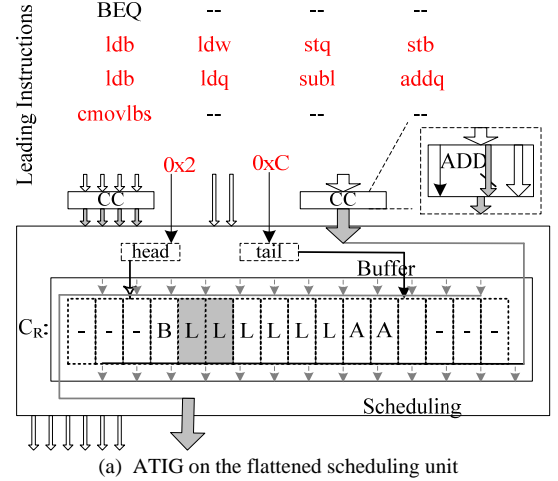 Leading Instructions
BEQ -- -- --
ldb ldw stq stb
ldb ldq subl addq
cmovlbs -- -- --
0x2 0xC
ADD
CC CC
head tail
Buffer
CR: - - - B L L L L L L A A - - -
Scheduling
(a) ATIG on the flattened scheduling unit